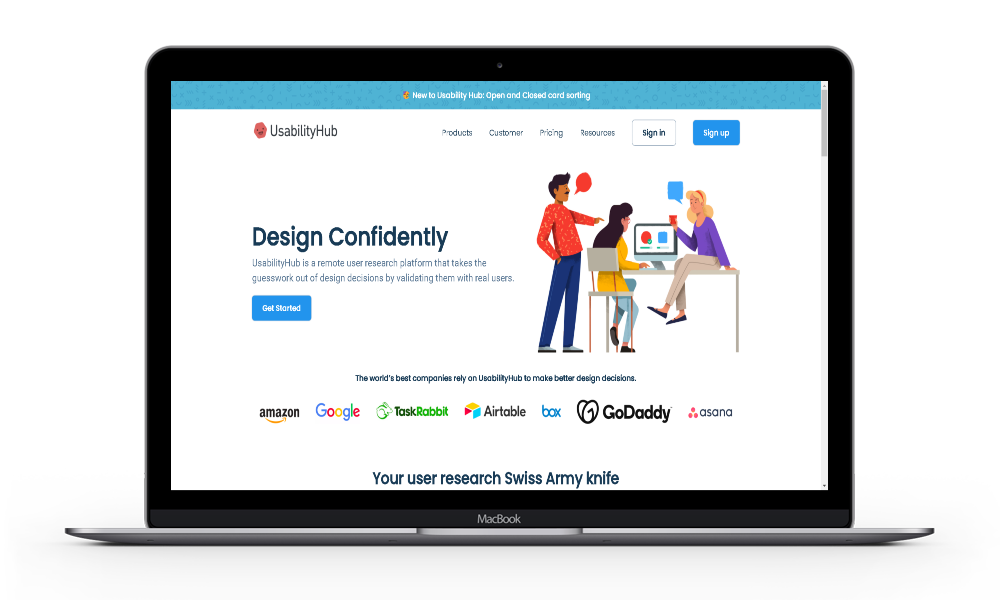 New to Usability Hub: Open and Closed card sorting
UsabilityHub
Products Customer Pricing Resources Sign in Sign up
Design Confidently
UsabilityHub is a remote user research platform that takes the
guesswork out of design decisions by validating them with real users.
Get Started
The world's best companies rely on UsabilityHub to make better design decisions.
amazon Google TaskRabbit Airtable box GoDaddy asana
Your user research Swiss Army knife
MacBook